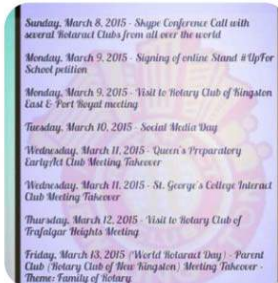 Sunday, March 8, 2015 - Skype Conference Call with
several Rotaract Clubs from all over the world
Monday, March 9, 2015 - Signing of online Stand #UpFor
School petition
Monday, March 9, 2015 - Visit to Rotary Club of Kingston
East & Port Royal meeting
Tuesday, March 10, 2015 - Social Media Day
Wednesday, March 11, 2015 - Queen's Preparatory
EarlyAct Club Meeting Takeover
Wednesday, March 11, 2015 - St. George's College Interact
Club Meeting Takeover
Thursday, March 12, 2015 - Visit to Rotary Club of
Trafalgar Heights Meeting
Friday, March 13, 2015 (World Rotaract Day) - Parent
Club (Rotary Club of New Kingston) Meeting Takeover -
Theme: Family of Rotary